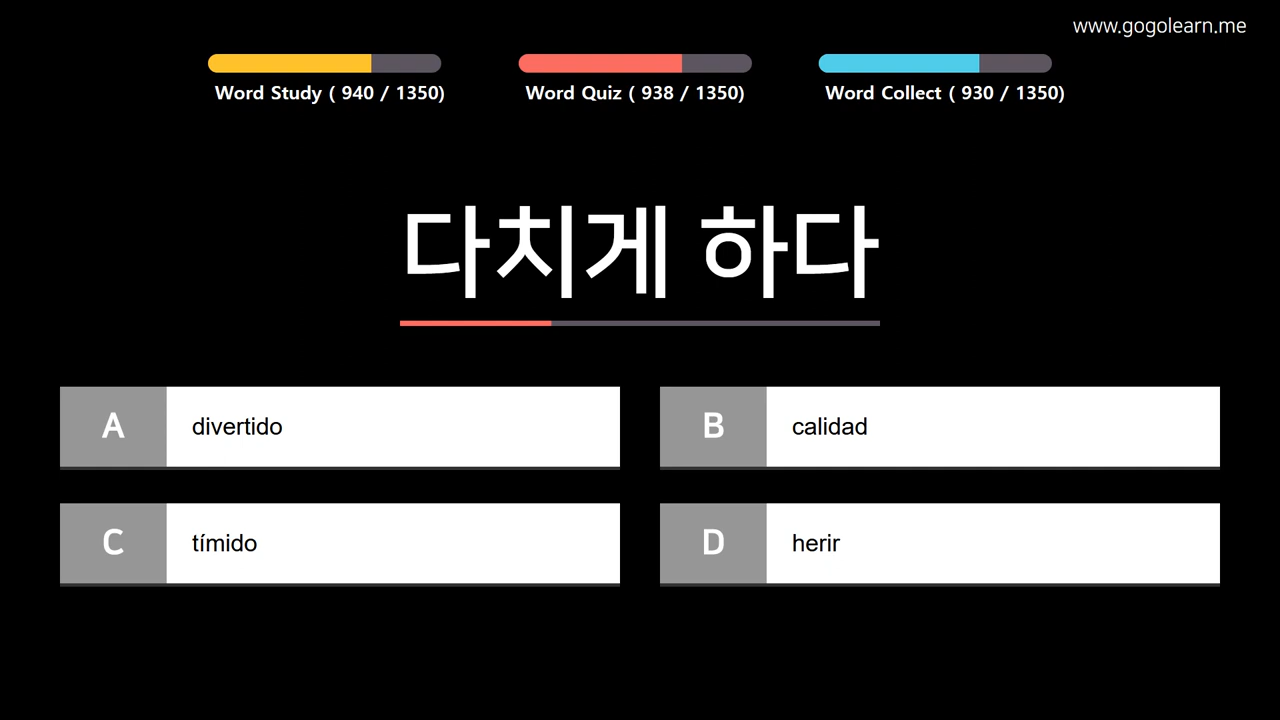 www.gogolearn.me
Word Study ( 940 / 1350)
Word Quiz ( 938 / 1350)
Word Collect ( 930 / 1350)
다치게 하다
A divertido
B calidad
C tímido
D herir